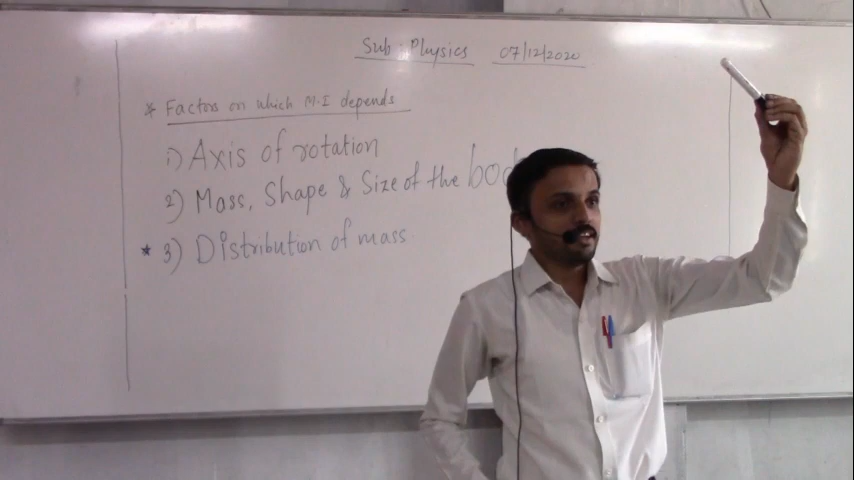 Sub : Physics 07/12/2020
* Factors on which M.I depends
1) Axis of rotation
2) Mass, Shape & Size of the bod
* 3) Distribution of mass